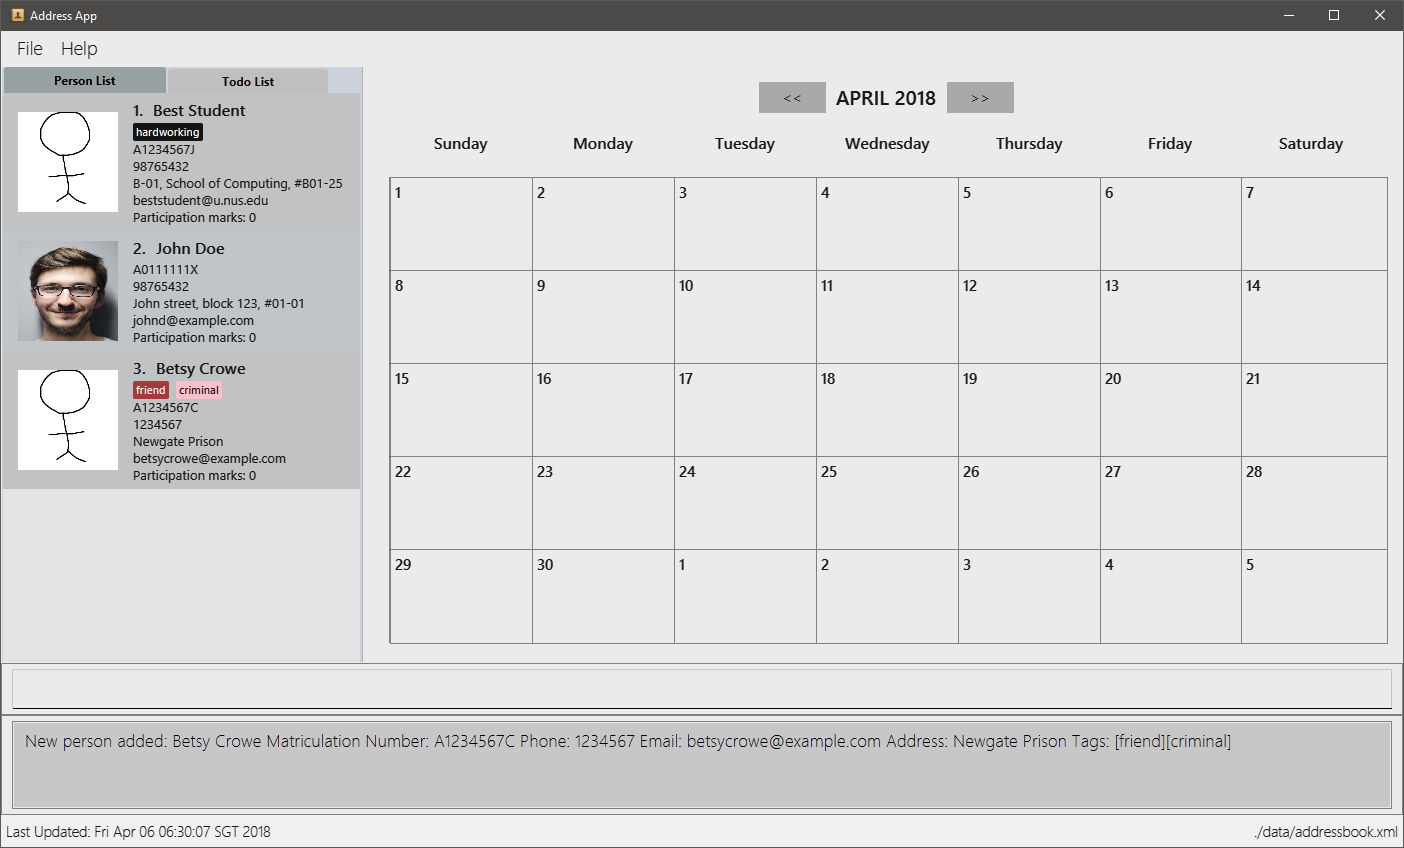 Address App
File Help
Person List Todo List
1. Best Student
hardworking
A1234567J
98765432
B-01, School of Computing, #B01-25
beststudent@u.nus.edu
Participation marks: 0
2. John Doe
A0111111X
98765432
John street, block 123, #01-01
johnd@example.com
Participation marks: 0
3. Betsy Crowe
friend criminal
A1234567C
1234567
Newgate Prison
betsycrowe@example.com
Participation marks: 0
<< APRIL 2018 >>
Sunday Monday Tuesday Wednesday Thursday Friday Saturday
1 2 3 4 5 6 7
8 9 10 11 12 13 14
15 16 17 18 19 20 21
22 23 24 25 26 27 28
29 30 1 2 3 4 5
New person added: Betsy Crowe Matriculation Number: A1234567C Phone: 1234567 Email: betsycrowe@example.com Address: Newgate Prison Tags: [friend][criminal]
Last Updated: Fri Apr 06 06:30:07 SGT 2018 ./data/addressbook.xml